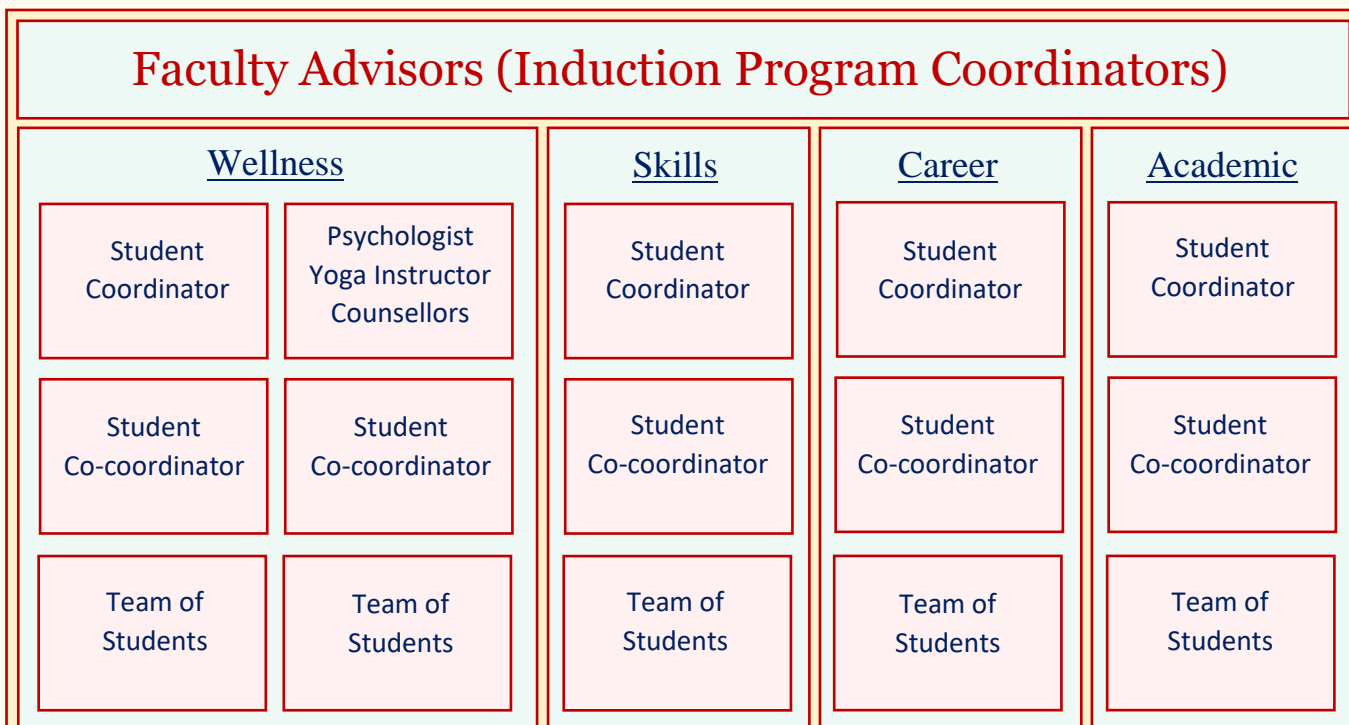 Faculty Advisors (Induction Program Coordinators)
Wellness
Student
Coordinator
Psychologist
Yoga Instructor
Counsellors
Student
Co-coordinator
Student
Co-coordinator
Team of
Students
Team of
Students
Skills
Student
Coordinator
Student
Co-coordinator
Team of
Students
Career
Student
Coordinator
Student
Co-coordinator
Team of
Students
Academic
Student
Coordinator
Student
Co-coordinator
Team of
Students